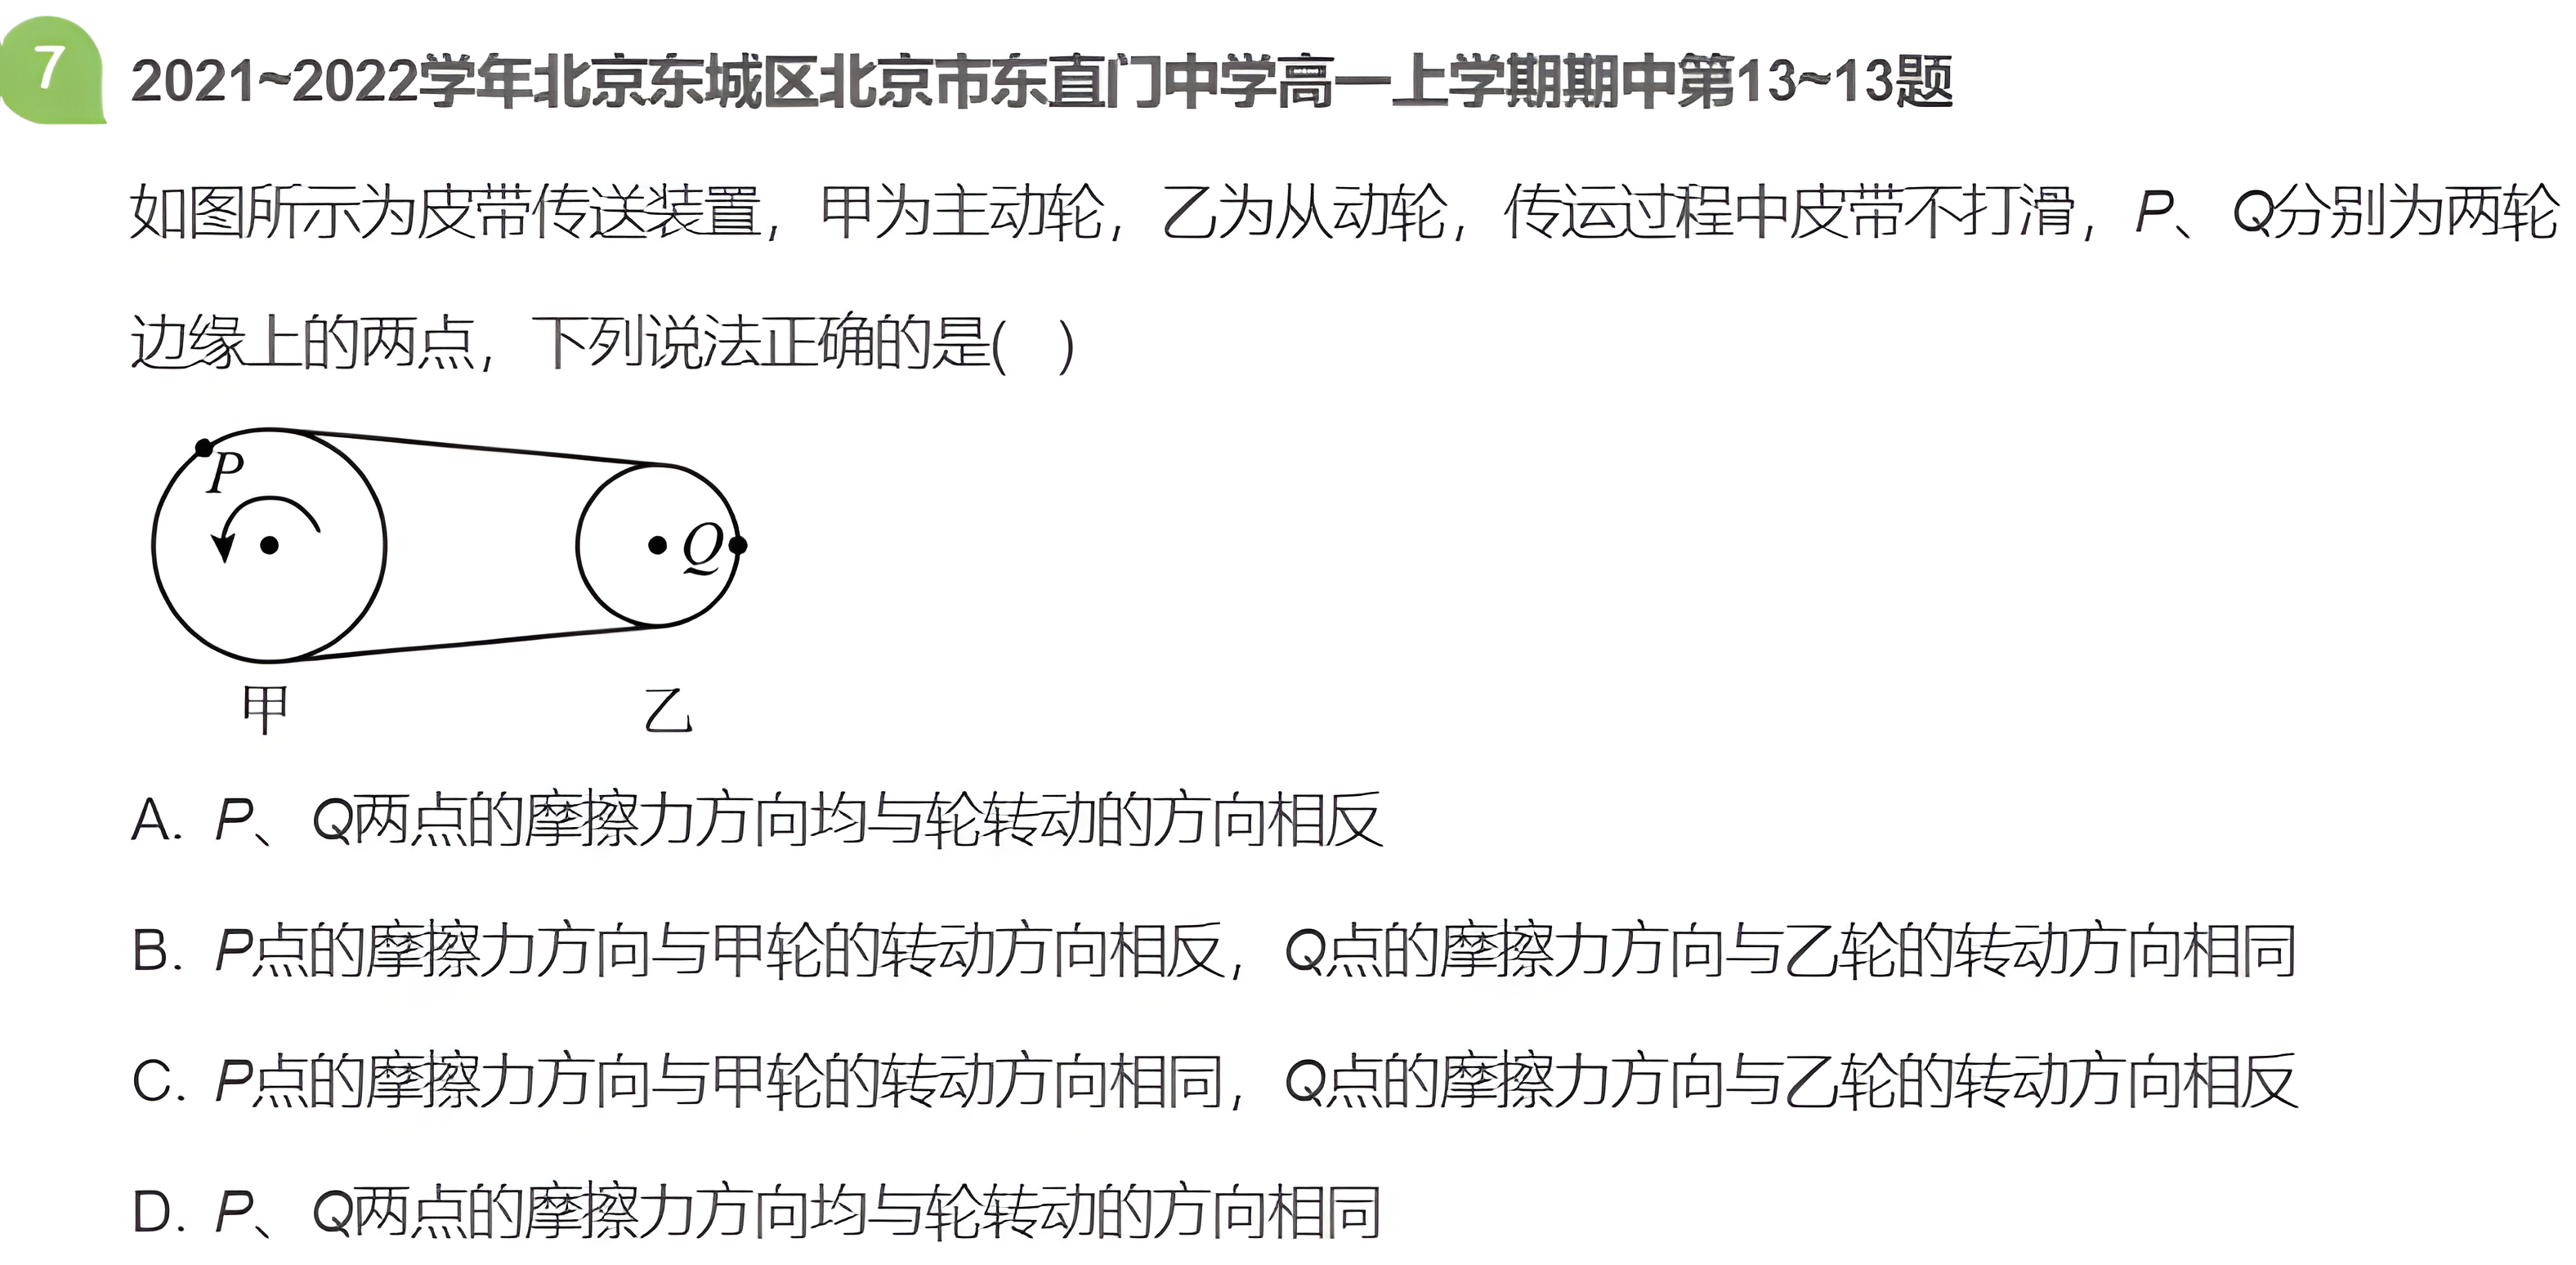 7
2021~2022学年北京东城区北京市东直门中学高一上学期期中第13~13题
如图所示为皮带传送装置，甲为主动轮，乙为从动轮，传运过程中皮带不打滑，P、Q分别为两轮
边缘上的两点，下列说法正确的是( )
P
Q
甲
乙
A. P、Q两点的摩擦力方向均与轮转动的方向相反
B. P点的摩擦力方向与甲轮的转动方向相反，Q点的摩擦力方向与乙轮的转动方向相同
C. P点的摩擦力方向与甲轮的转动方向相同，Q点的摩擦力方向与乙轮的转动方向相反
D. P、Q两点的摩擦力方向均与轮转动的方向相同